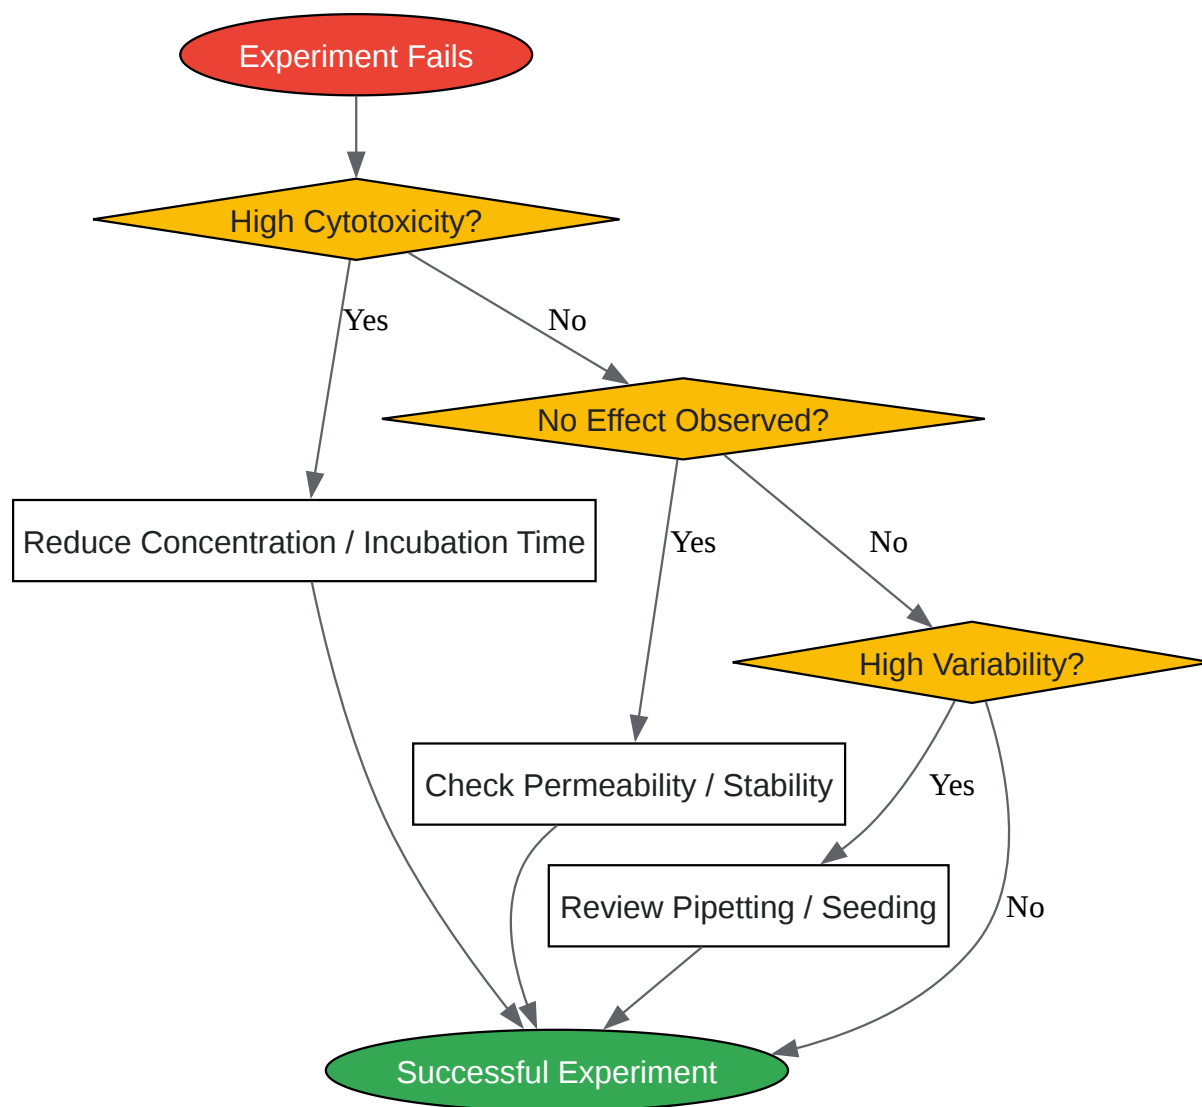 Experiment Fails
High Cytotoxicity?
Yes
No
No Effect Observed?
Reduce Concentration / Incubation Time
Yes
No
High Variability?
Check Permeability / Stability
Yes
Review Pipetting / Seeding
No
Successful Experiment